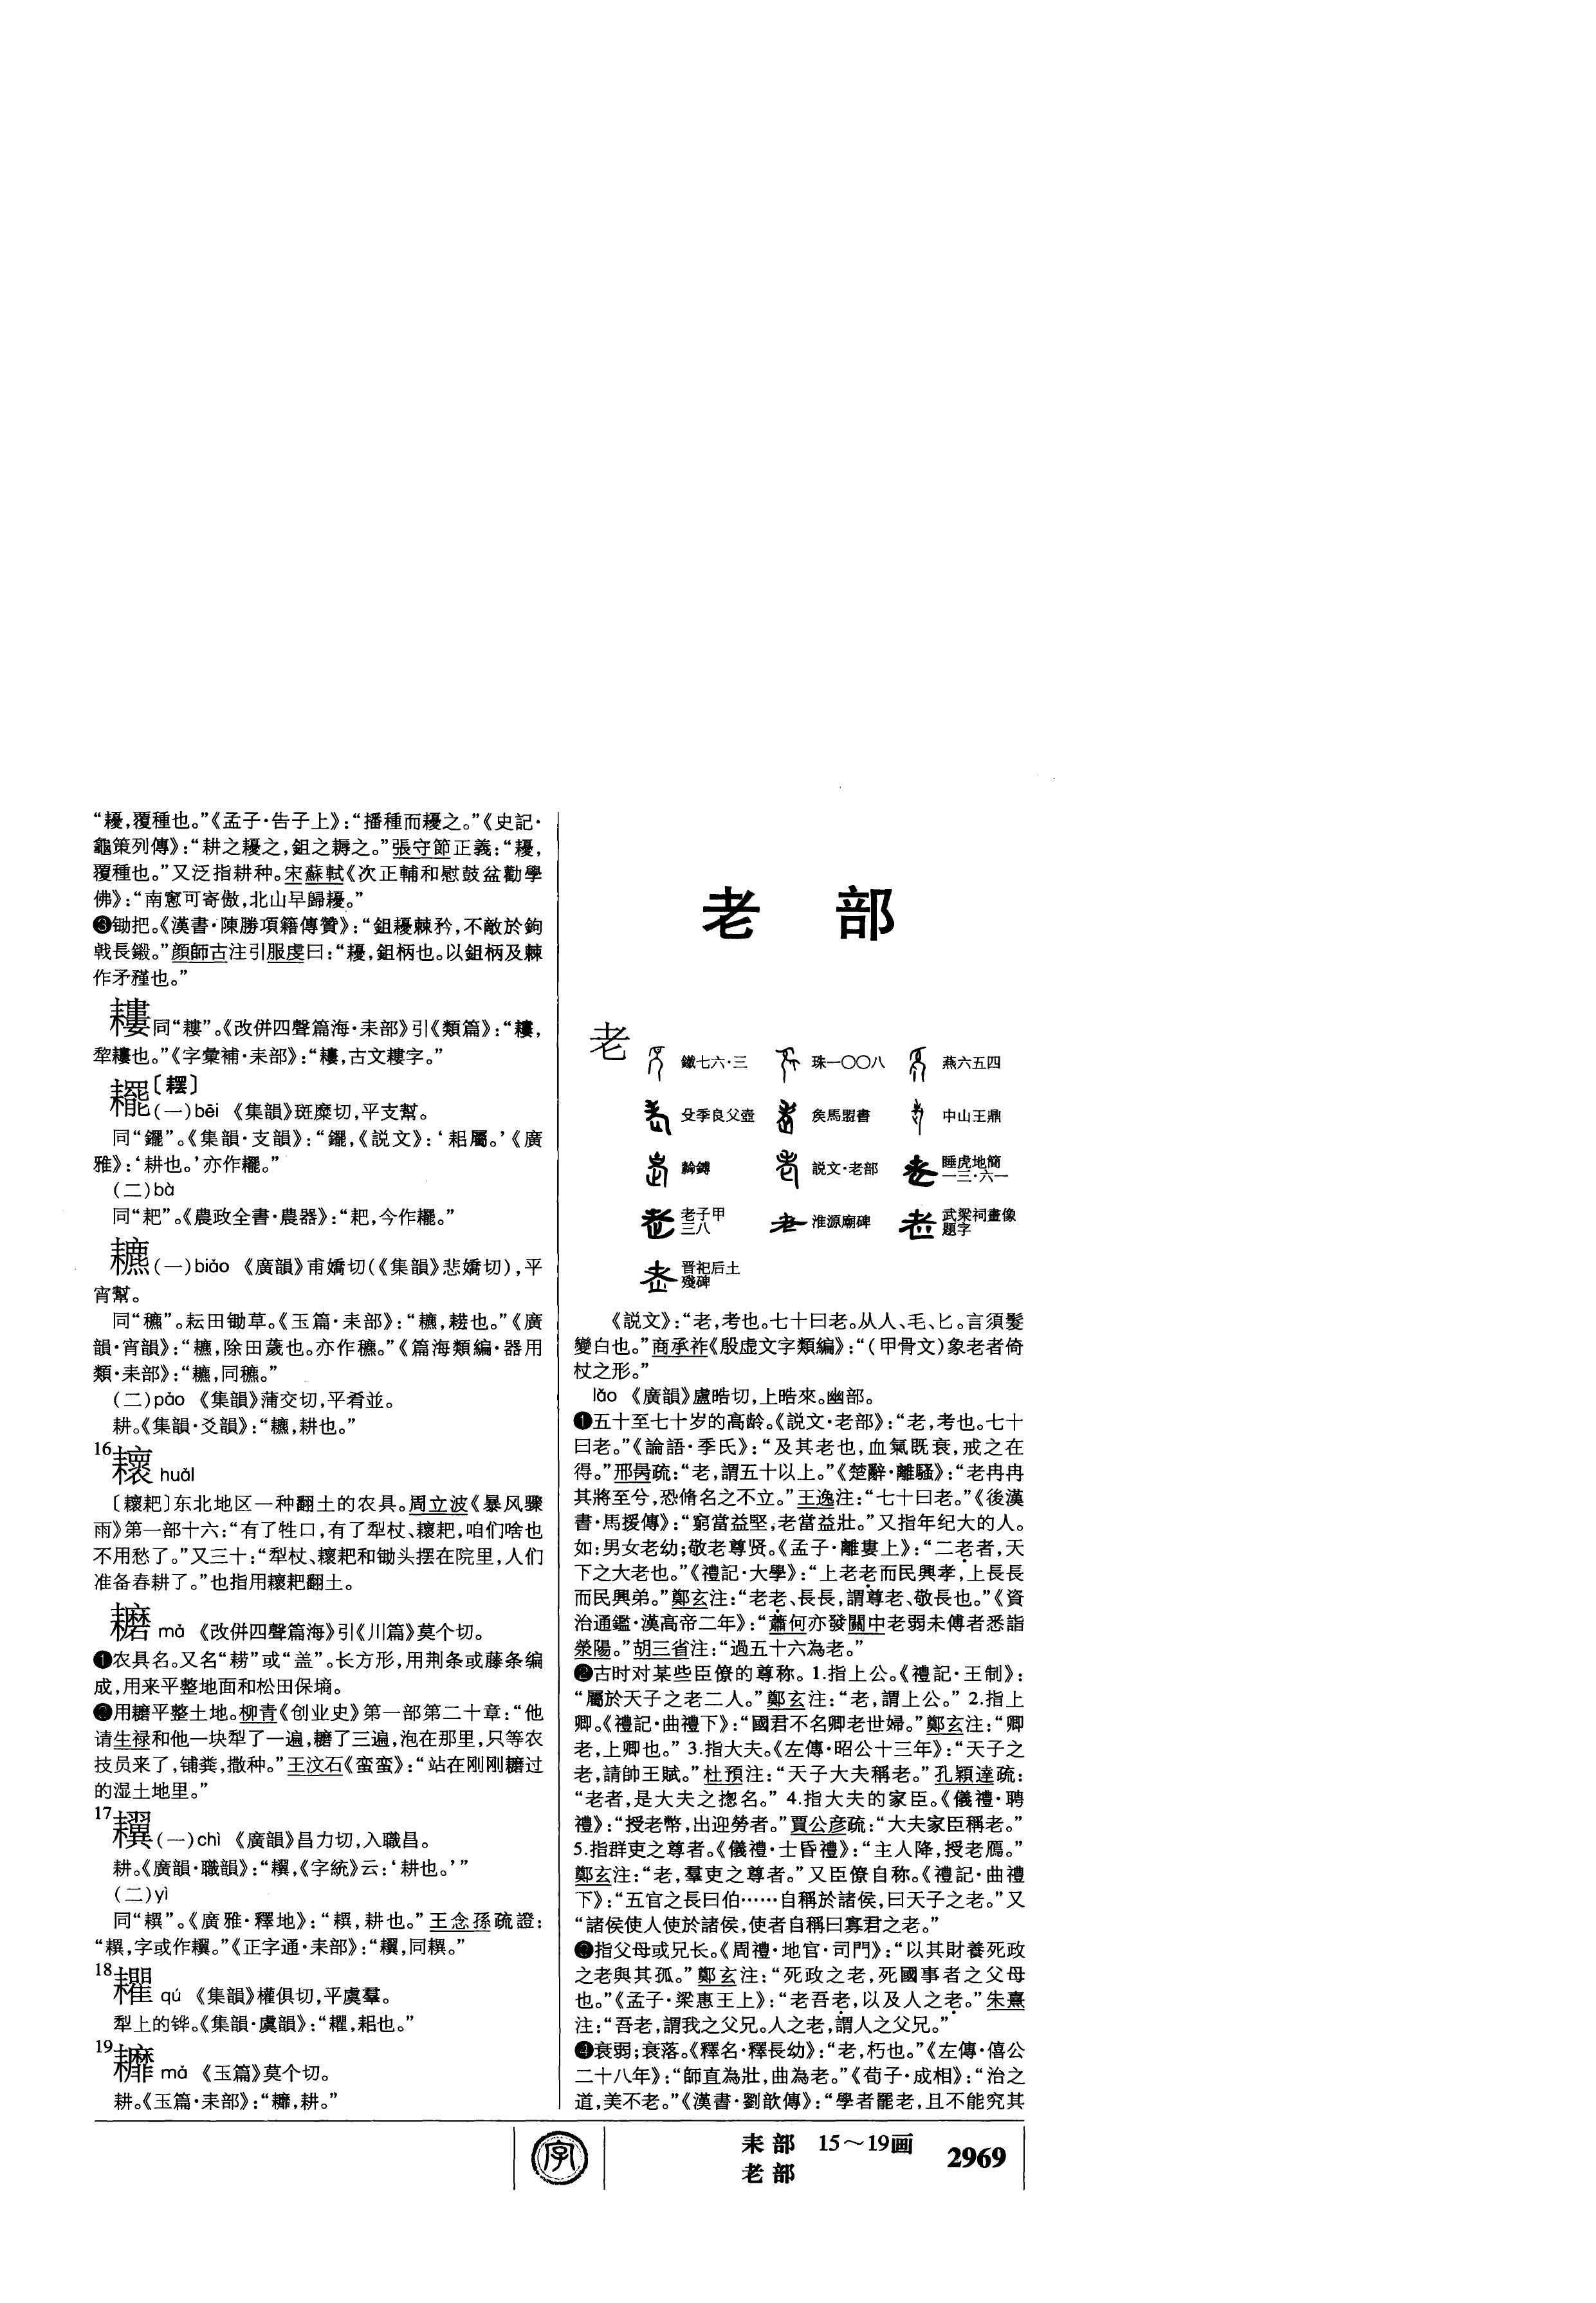 “耰,覆種也。”《孟子·告子上》:“播種而耰之。”《史記·
龜策列傳》:“耕之耰之,鉏之耨之。”張守節正義:“耰,
覆種也。”又泛指耕种。宋蘇軾《次正輔和慰鼓盆勸學
佛》:“南窻可寄傲,北山早歸耰。”
❸锄把。《漢書·陳勝項籍傳贊》:“鉏耰棘矜,不敵於鉤
戟長鎩。”顔師古注引服虔曰:“耰,鉏柄也。以鉏柄及棘
作矛矜也。”
同“耬”。《改併四聲篇海·耒部》引《類篇》:“,
犂也。”《字彙補·耒部》:“,古文耬字。”
䎱〔䎬〕
(一)bēi 《集韻》斑糜切,平支幫。
同“䥯”。《集韻·支韻》:“䥯,《説文》:‘耜屬。’《廣
雅》:‘耕也。’亦作䎱。”
(二)bà
同“耙”。《農政全書·農器》:“耙,今作䎱。”
耯(一)biāo 《廣韻》甫嬌切(《集韻》悲嬌切),平
宵幫。
同“穮”。耘田锄草。《玉篇·耒部》:“,耕也。”《廣
韻·宵韻》:“,除田薉也。亦作穮。”《篇海類編·器用
類·耒部》:“,同穮。”
(二)pāo 《集韻》蒲交切,平肴並。
耕。《集韻·爻韻》:“,耕也。”
16 耲 huái
〔耲耙〕东北地区一种翻土的农具。周立波《暴风骤
雨》第一部十六:“有了牲口,有了犁杖、耲耙,咱们啥也
不用愁了。”又三十:“犁杖、耲耙和锄头摆在院里,人们
准备春耕了。”也指用耲耙翻土。
耱 mò 《改併四聲篇海》引《川篇》莫个切。
❶农具名。又名“耢”或“盖”。长方形,用荆条或藤条编
成,用来平整地面和松田保墒。
❷用耱平整土地。柳青《创业史》第一部第二十章:“他
请生禄和他一块犁了一遍,耱了三遍,泡在那里,只等农
技员来了,铺粪,撒种。”王汶石《蛮蛮》:“站在刚刚耱过
的湿土地里。”
17 (一)chì 《廣韻》昌力切,入職昌。
耕。《廣韻·職韻》:“,《字統》云:‘耕也。’”
(二)yì
同“𦔜”。《廣雅·釋地》:“,耕也。”王念孫疏證:
“,字或作。”《正字通·耒部》:“,同。”
18 qú 《集韻》權俱切,平虞羣。
犁上的铧。《集韻·虞韻》:“,耜也。”
19 mò 《玉篇》莫个切。
耕。《玉篇·耒部》:“,耕。”
老 部
老 鐵七六·三 珠一〇〇八 燕六五四
殳季良父壺 矦馬盟書 中山王鼎
䣄鎛 説文·老部 睡虎地簡一三·六一
老子甲三八 淮源廟碑 武梁祠畫像題字
晋祀后土殘碑
《説文》:“老,考也。七十曰老。从人、毛、匕。言須髮
變白也。”商承祚《殷虚文字類編》:“(甲骨文)象老者倚
杖之形。”
lǎo 《廣韻》盧晧切,上晧來。幽部。
❶五十至七十岁的高龄。《説文·老部》:“老,考也。七十
曰老。”《論語·季氏》:“及其老也,血氣既衰,戒之在
得。”邢昺疏:“老,謂五十以上。”《楚辭·離騷》:“老冉冉
其將至兮,恐脩名之不立。”王逸注:“七十曰老。”《後漢
書·馬援傳》:“窮當益堅,老當益壯。”又指年纪大的人。
如:男女老幼;敬老尊贤。《孟子·離婁上》:“二老者,天
下之大老也。”《禮記·大學》:“上老老而民興孝,上長長
而民興弟。”鄭玄注:“老老、長長,謂尊老、敬長也。”《資
治通鑑·漢高帝二年》:“蕭何亦發關中老弱未傅者悉詣
滎陽。”胡三省注:“過五十六為老。”
❷古时对某些臣僚的尊称。1.指上公。《禮記·王制》:
“屬於天子之老二人。”鄭玄注:“老,謂上公。” 2.指上
卿。《禮記·曲禮下》:“國君不名卿老世婦。”鄭玄注:“卿
老,上卿也。” 3.指大夫。《左傳·昭公十三年》:“天子之
老,請帥王賦。”杜預注:“天子大夫稱老。”孔穎達疏:
“老者,是大夫之揔名。” 4.指大夫的家臣。《儀禮·聘
禮》:“授老幣,出迎勞者。”賈公彦疏:“大夫家臣稱老。”
5.指群吏之尊者。《儀禮·士昏禮》:“主人降,授老鴈。”
鄭玄注:“老,羣吏之尊者。”又臣僚自称。《禮記·曲禮
下》:“五官之長曰伯……自稱於諸侯,曰天子之老。”又
“諸侯使人使於諸侯,使者自稱曰寡君之老。”
❸指父母或兄长。《周禮·地官·司門》:“以其財養死政
之老與其孤。”鄭玄注:“死政之老,死國事者之父母
也。”《孟子·梁惠王上》:“老吾老,以及人之老。”朱熹
注:“吾老,謂我之父兄。人之老,謂人之父兄。”
❹衰弱;衰落。《釋名·釋長幼》:“老,朽也。”《左傳·僖公
二十八年》:“師直為壯,曲為老。”《荀子·成相》:“治之
道,美不老。”《漢書·劉歆傳》:“學者罷老,且不能究其
字
耒部 15～19画
老部
2969